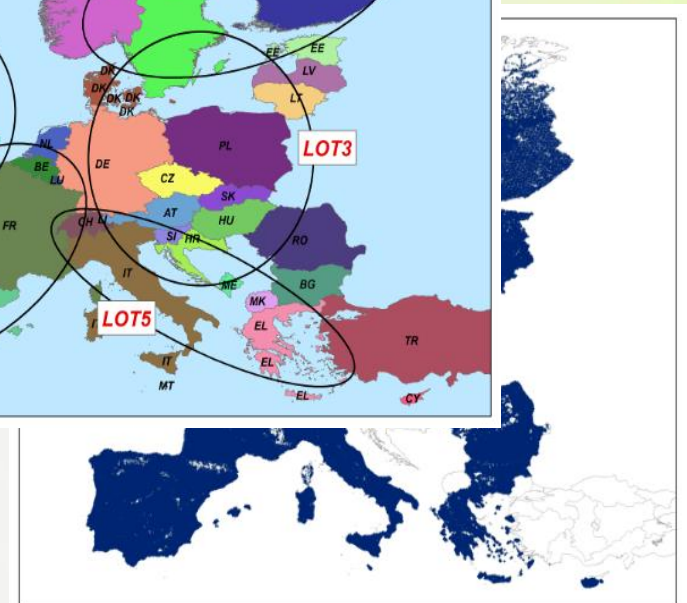 EE EE
DK LV
DK
DK DK LT
DK
NL PL LOT3
BE DE
LU CZ
SK
AT
FR CH LI HU
SI HR RO
IT
ME BG
MK
LOT5 EL
TR
IT EL
MT EL CY